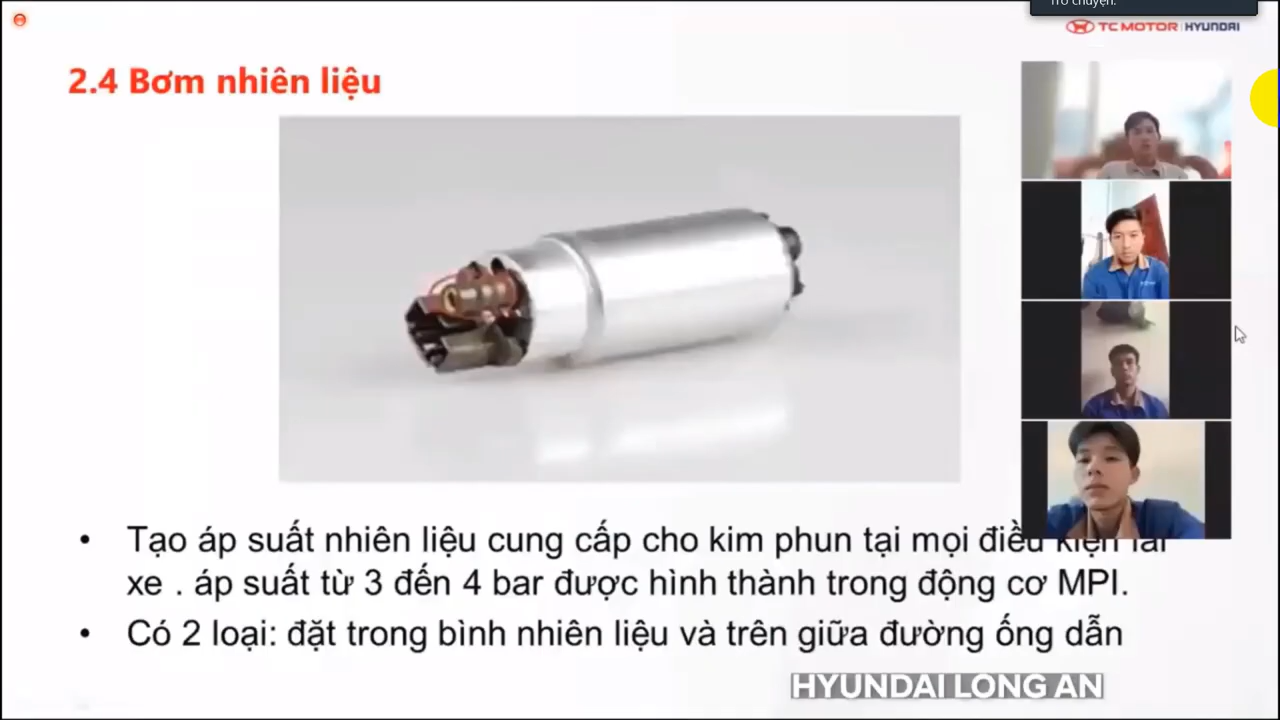 Trò chuyện.
TC MOTOR | HYUNDAI
2.4 Bơm nhiên liệu
• Tạo áp suất nhiên liệu cung cấp cho kim phun tại mọi điều kiện lái
xe . áp suất từ 3 đến 4 bar được hình thành trong động cơ MPI.
• Có 2 loại: đặt trong bình nhiên liệu và trên giữa đường ống dẫn
HYUNDAI LONG AN